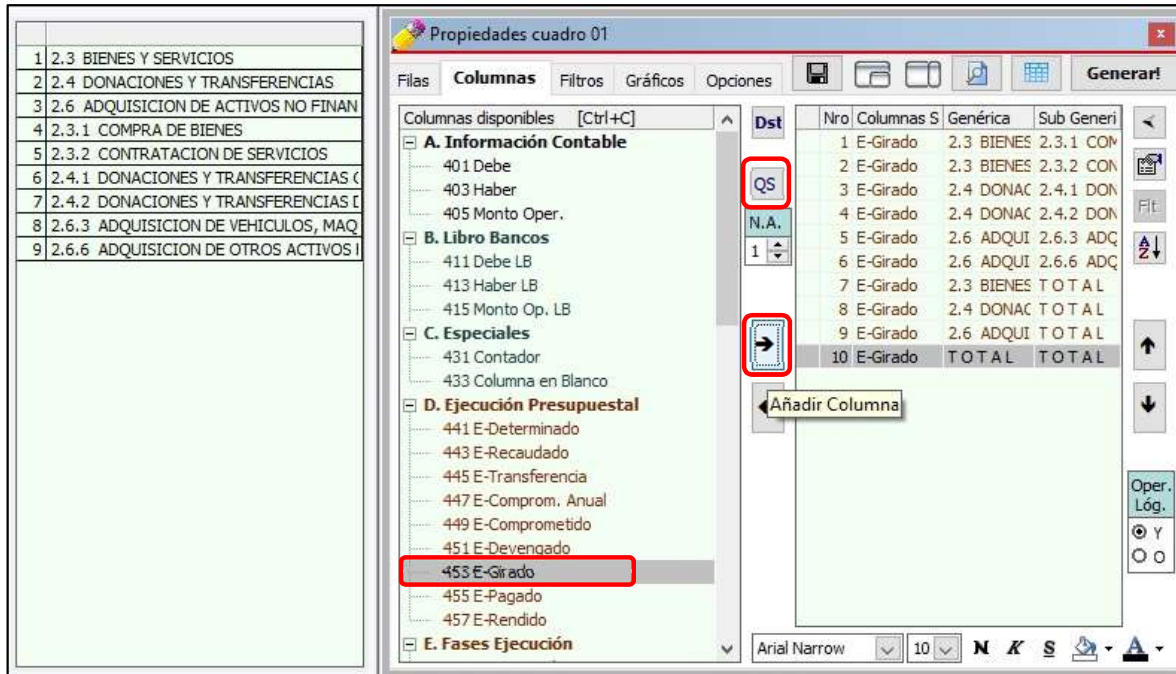 1 2.3 BIENES Y SERVICIOS
2 2.4 DONACIONES Y TRANSFERENCIAS
3 2.6 ADQUISICION DE ACTIVOS NO FINAN
4 2.3.1 COMPRA DE BIENES
5 2.3.2 CONTRATACION DE SERVICIOS
6 2.4.1 DONACIONES Y TRANSFERENCIAS
7 2.4.2 DONACIONES Y TRANSFERENCIAS
8 2.6.3 ADQUISICION DE VEHICULOS, MAQ
9 2.6.6 ADQUISICION DE OTROS ACTIVOS
Propiedades cuadro 01
x
Filas Columnas Filtros Gráficos Opciones Generar!
Columnas disponibles [Ctrl+C]
A. Información Contable
401 Debe
403 Haber
405 Monto Oper.
B. Libro Bancos
411 Debe LB
413 Haber LB
415 Monto Op. LB
C. Especiales
431 Contador
433 Columna en Blanco
D. Ejecución Presupuestal
441 E-Determinado
443 E-Recaudado
445 E-Transferencia
447 E-Comprom. Anual
449 E-Comprometido
451 E-Devengado
453 E-Girado
455 E-Pagado
457 E-Rendido
E. Fases Ejecución
Dst
QS
N.A.
1
Añadir Columna
Nro Columnas S Genérica Sub Generi
1 E-Girado 2.3 BIENES 2.3.1 COM
2 E-Girado 2.3 BIENES 2.3.2 CON
3 E-Girado 2.4 DONAC 2.4.1 DON
4 E-Girado 2.4 DONAC 2.4.2 DON
5 E-Girado 2.6 ADQUI 2.6.3 ADQ
6 E-Girado 2.6 ADQUI 2.6.6 ADQ
7 E-Girado 2.3 BIENES T O T A L
8 E-Girado 2.4 DONAC T O T A L
9 E-Girado 2.6 ADQUI T O T A L
10 E-Girado T O T A L T O T A L
Flt
A
Z
Oper.
Lóg.
Y
O
Arial Narrow 10 N K S A